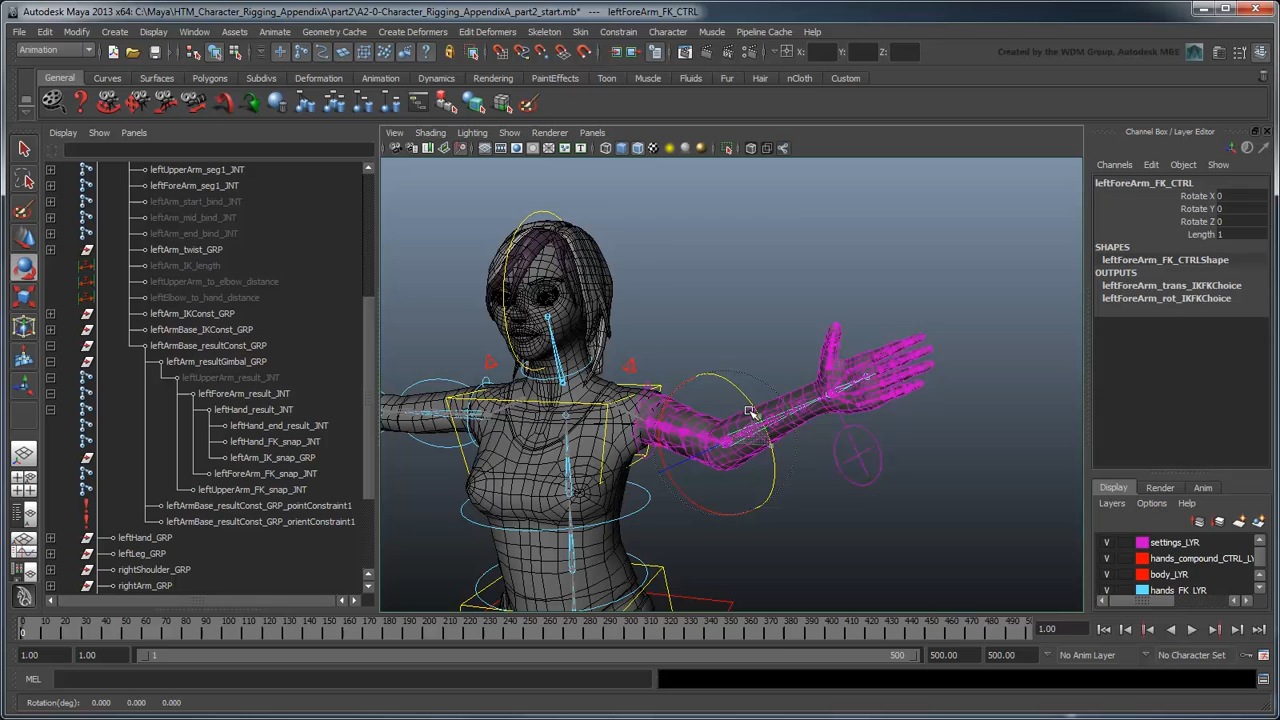 Autodesk Maya 2013 x64: C:\Maya\HTM_Character_Rigging_AppendixA\part2\A2-0-Character_Rigging_AppendixA_part2_start.mb* --- leftForeArm_FK_CTRL
File Edit Modify Create Display Window Assets Animate Geometry Cache Create Deformers Edit Deformers Skeleton Skin Constrain Character Muscle Pipeline Cache Help
Animation X: Y: Z: Created by the WDM Group, Autodesk M&E
General Curves Surfaces Polygons Subdivs Deformation Animation Dynamics Rendering PaintEffects Toon Muscle Fluids Fur Hair nCloth Custom
Display Show Panels
View Shading Lighting Show Renderer Panels
Channel Box / Layer Editor
Channels Edit Object Show
leftForeArm_FK_CTRL
Rotate X 0
Rotate Y 0
Rotate Z 0
Length 1
SHAPES
leftForeArm_FK_CTRLShape
OUTPUTS
leftForeArm_trans_IKFKChoice
leftForeArm_rot_IKFKChoice
leftUpperArm_seg1_JNT
leftForeArm_seg1_JNT
leftArm_start_bind_JNT
leftArm_mid_bind_JNT
leftArm_end_bind_JNT
leftArm_twist_GRP
leftArm_IK_length
leftUpperArm_to_elbow_distance
leftElbow_to_hand_distance
leftArm_IKConst_GRP
leftArmBase_IKConst_GRP
leftArmBase_resultConst_GRP
leftArm_resultGimbal_GRP
leftUpperArm_result_JNT
leftForeArm_result_JNT
leftHand_result_JNT
leftHand_end_result_JNT
leftHand_FK_snap_JNT
leftArm_IK_snap_GRP
leftForeArm_FK_snap_JNT
leftUpperArm_FK_snap_JNT
leftArmBase_resultConst_GRP_pointConstraint1
leftArmBase_resultConst_GRP_orientConstraint1
leftHand_GRP
leftLeg_GRP
rightShoulder_GRP
rightArm_GRP
Display Render Anim
Layers Options Help
V settings_LYR
V hands_compound_CTRL_L
V body_LYR
V hands_FK_LYR
0 10 20 30 40 50 60 70 80 90 100 110 120 130 140 150 160 170 180 190 200 210 220 230 240 250 260 270 280 290 300 310 320 330 340 350 360 370 380 390 400 410 420 430 440 450 460 470 480 490 50
0
1.00
1.00 1.00 1 500 500.00 500.00 No Anim Layer No Character Set
MEL
Rotation(deg): 0.000 0.000 0.000